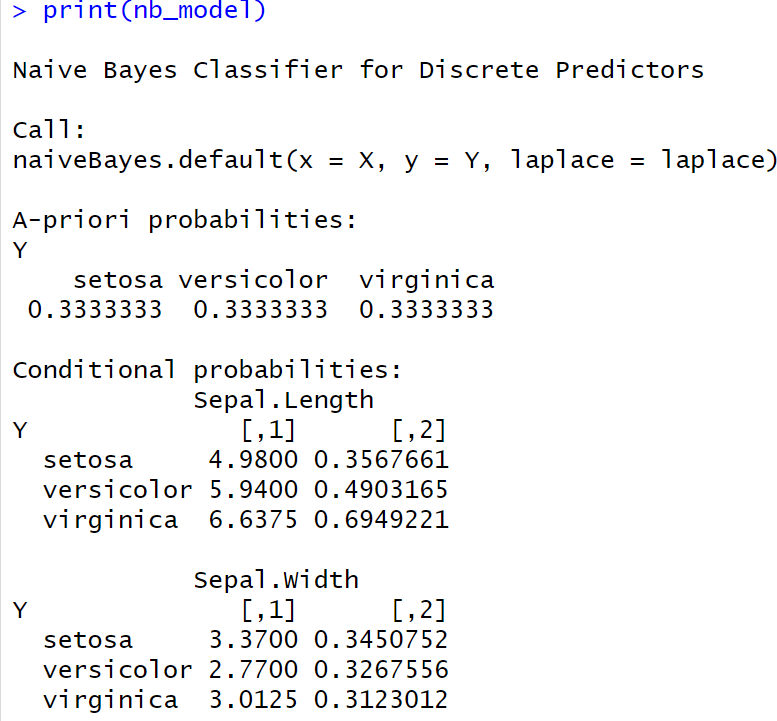 > print(nb_model)
Naive Bayes Classifier for Discrete Predictors
Call:
naiveBayes.default(x = X, y = Y, laplace = laplace)
A-priori probabilities:
Y
setosa versicolor virginica
0.3333333 0.3333333 0.3333333
Conditional probabilities:
Sepal.Length
Y [,1] [,2]
setosa 4.9800 0.3567661
versicolor 5.9400 0.4903165
virginica 6.6375 0.6949221
Sepal.Width
Y [,1] [,2]
setosa 3.3700 0.3450752
versicolor 2.7700 0.3267556
virginica 3.0125 0.3123012